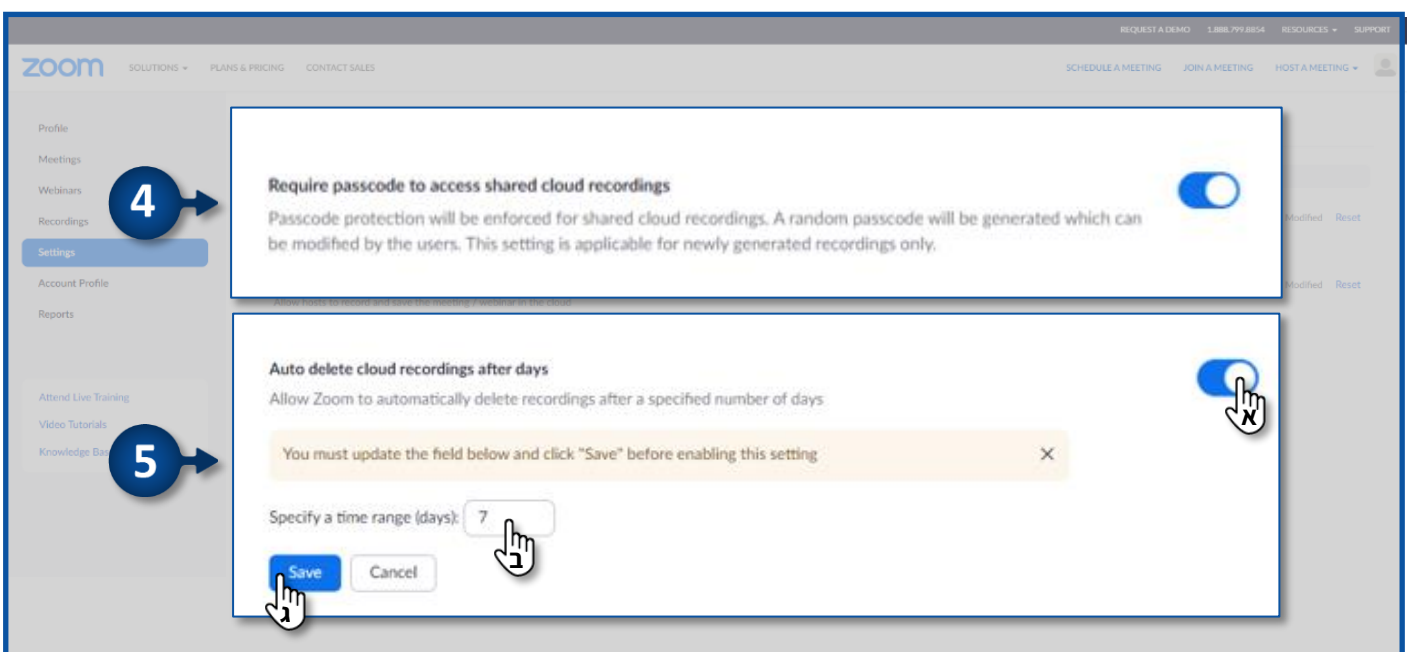 REQUEST A DEMO 1.888.799.8854 RESOURCES SUPPORT
zoom SOLUTIONS PLANS & PRICING CONTACT SALES SCHEDULE A MEETING JOIN A MEETING HOST A MEETING
Profile
Meetings
Webinars
Recordings
Settings
Account Profile
Reports
Attend Live Training
Video Tutorials
Knowledge
4
Require passcode to access shared cloud recordings
Passcode protection will be enforced for shared cloud recordings. A random passcode will be generated which can
be modified by the users. This setting is applicable for newly generated recordings only.
Modified Reset
Modified Reset
Allow hosts to record and save the meeting / webinar in the cloud
5
Auto delete cloud recordings after days
Allow Zoom to automatically delete recordings after a specified number of days
א
You must update the field below and click "Save" before enabling this setting
Specify a time range (days): 7
ב
Save Cancel
ג